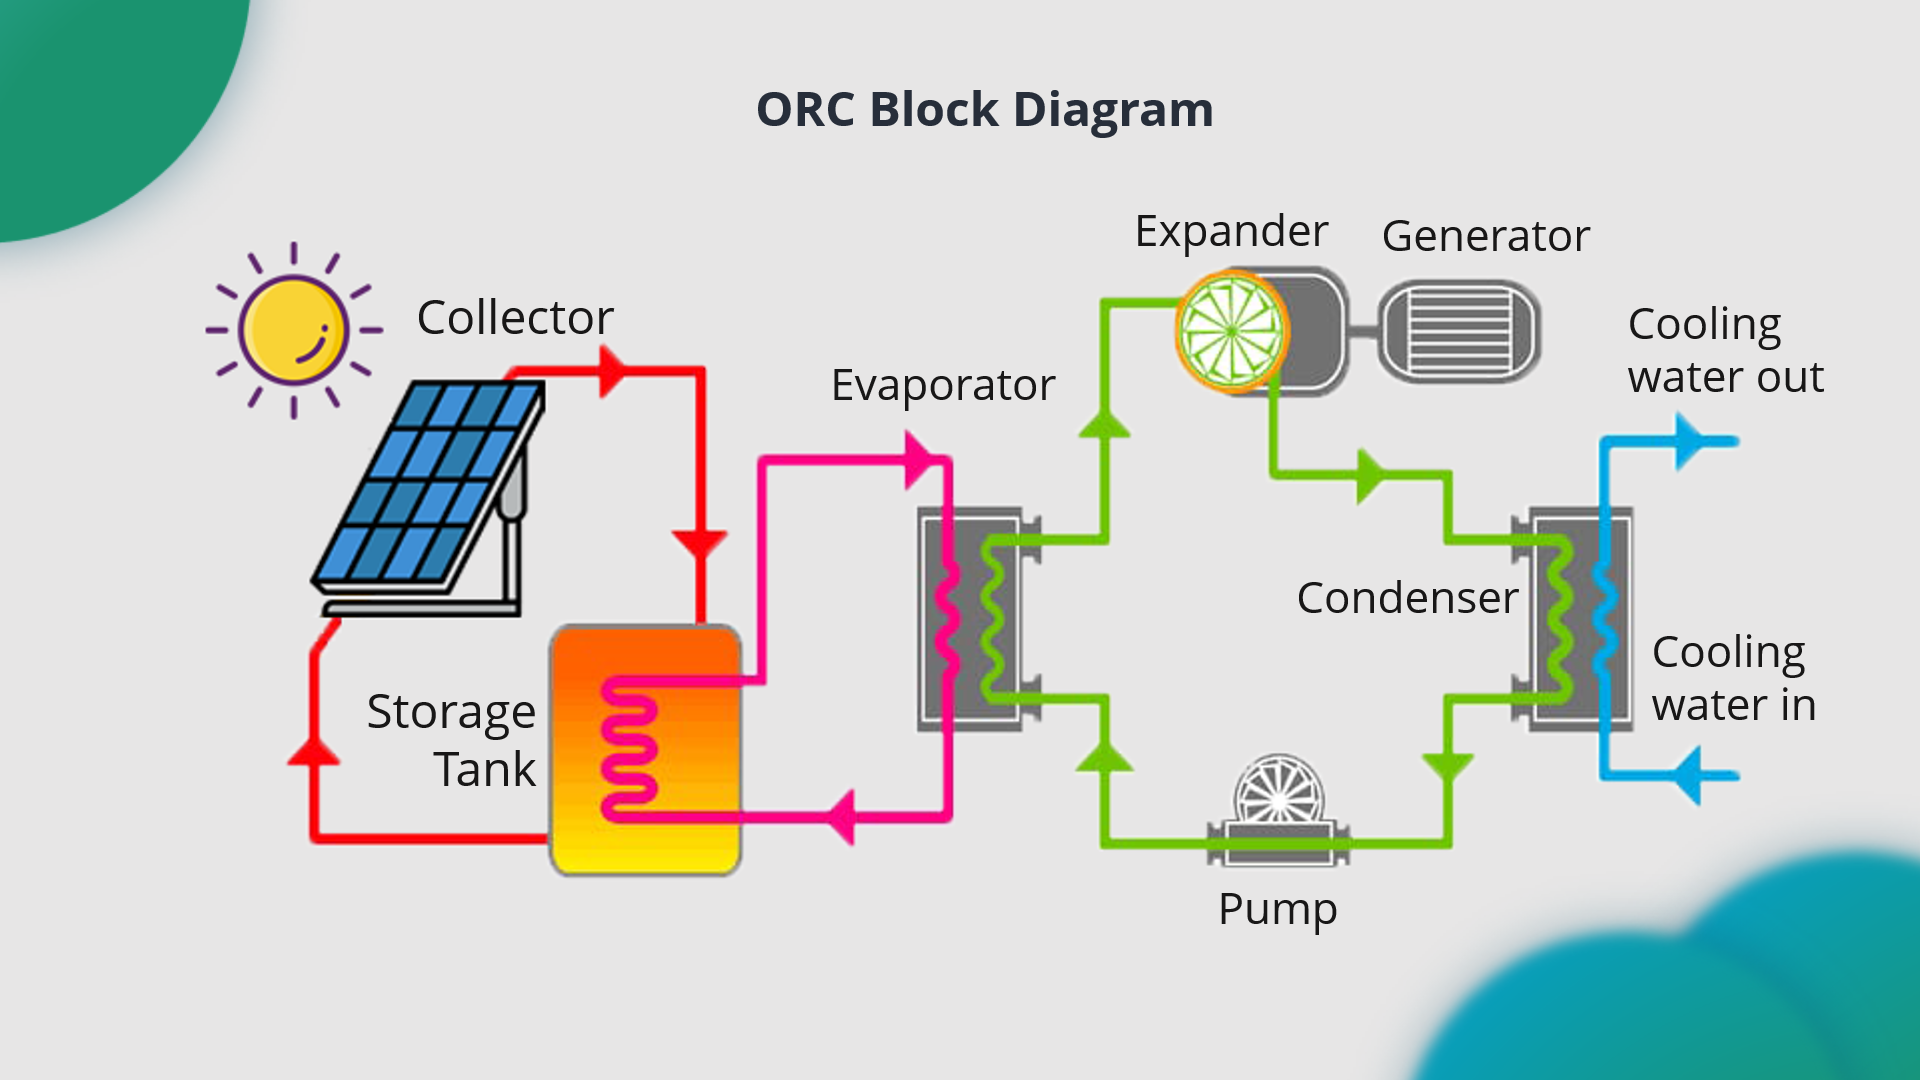 ORC Block Diagram
Expander
Generator
Collector
Cooling
water out
Evaporator
Condenser
Cooling
water in
Storage
Tank
Pump